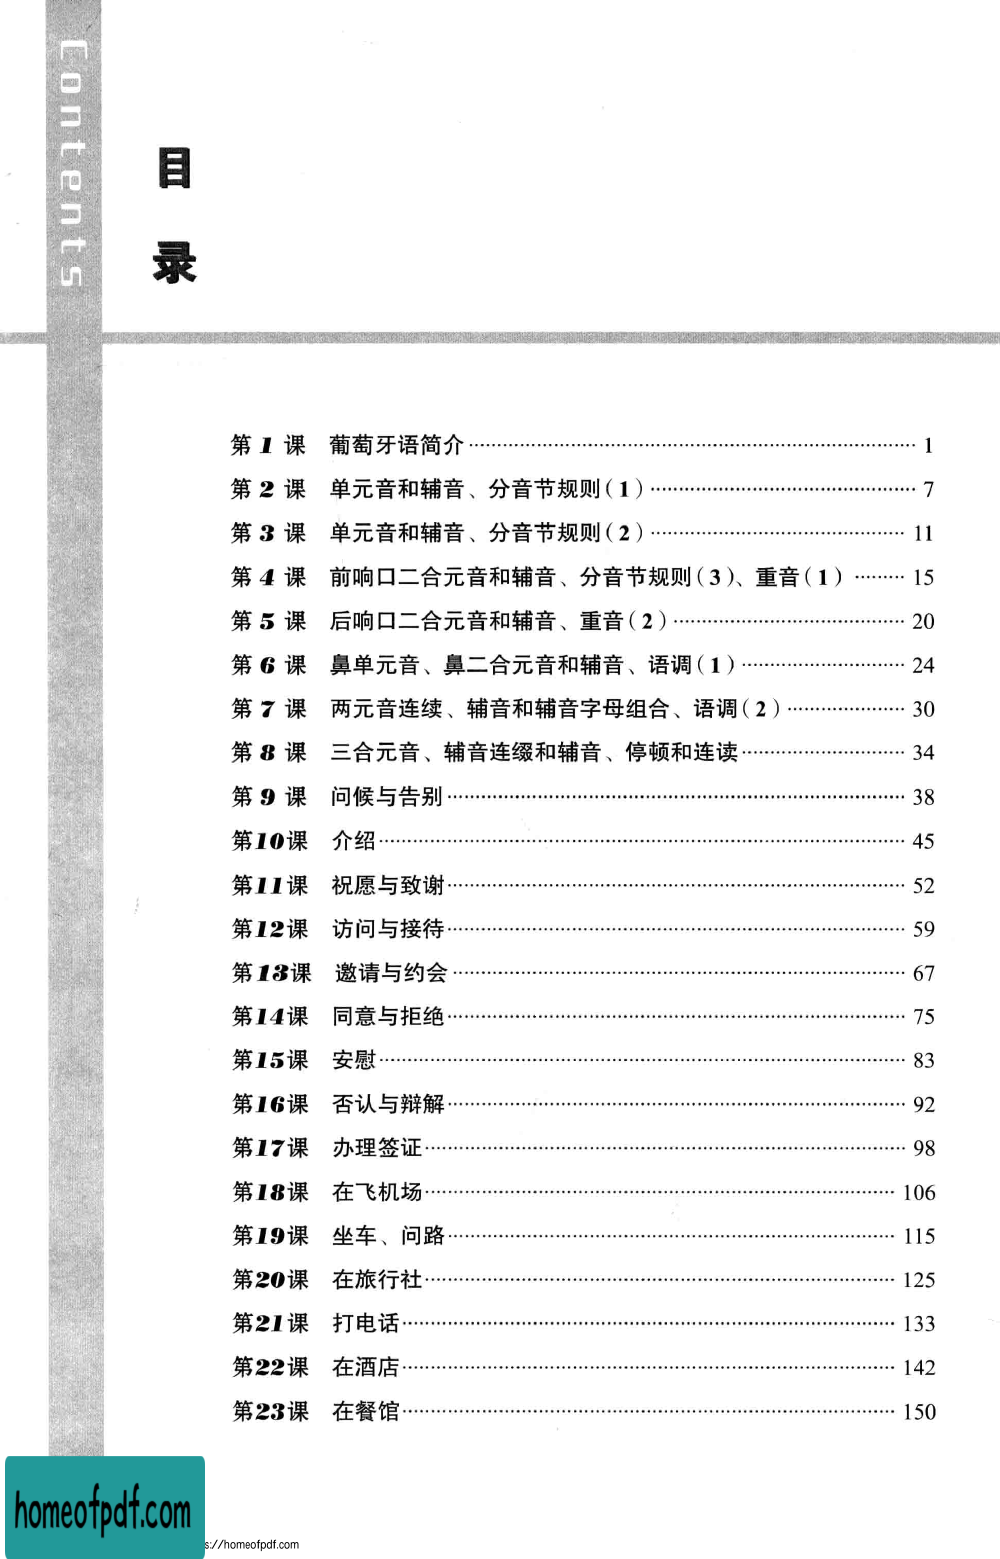 Contents
目
录
第1课 葡萄牙语简介 1
第2课 单元音和辅音、分音节规则(1) 7
第3课 单元音和辅音、分音节规则(2) 11
第4课 前响口二合元音和辅音、分音节规则(3)、重音(1) 15
第5课 后响口二合元音和辅音、重音(2) 20
第6课 鼻单元音、鼻二合元音和辅音、语调(1) 24
第7课 两元音连续、辅音和辅音字母组合、语调(2) 30
第8课 三合元音、辅音连缀和辅音、停顿和连读 34
第9课 问候与告别 38
第10课 介绍 45
第11课 祝愿与致谢 52
第12课 访问与接待 59
第13课 邀请与约会 67
第14课 同意与拒绝 75
第15课 安慰 83
第16课 否认与辩解 92
第17课 办理签证 98
第18课 在飞机场 106
第19课 坐车、问路 115
第20课 在旅行社 125
第21课 打电话 133
第22课 在酒店 142
第23课 在餐馆 150
homeofpdf.com
s://homeofpdf.com